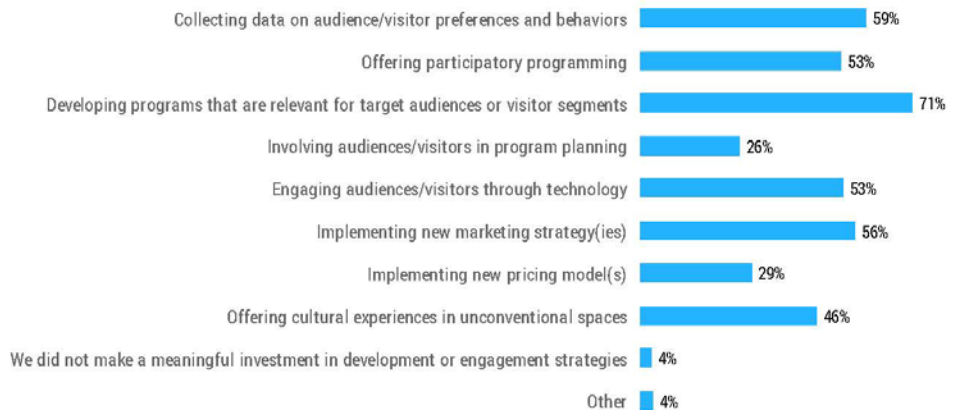 Collecting data on audience/visitor preferences and behaviors 59%
Offering participatory programming 53%
Developing programs that are relevant for target audiences or visitor segments 71%
Involving audiences/visitors in program planning 26%
Engaging audiences/visitors through technology 53%
Implementing new marketing strategy(ies) 56%
Implementing new pricing model(s) 29%
Offering cultural experiences in unconventional spaces 46%
We did not make a meaningful investment in development or engagement strategies 4%
Other 4%